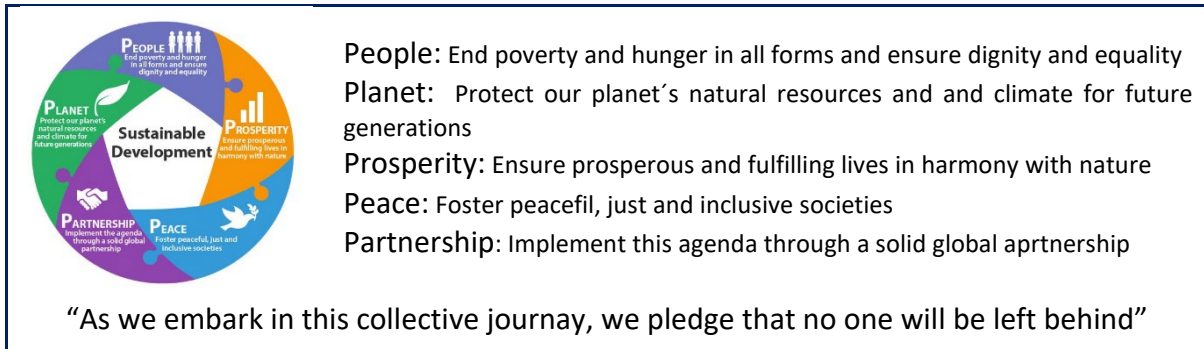 PEOPLE
End poverty and hunger
in all forms and ensure
dignity and equality
PLANET
Protect our planet's
natural resources
and climate for
future generations
Sustainable
Development
PROSPERITY
Ensure prosperous
and fulfilling lives in
harmony with nature
PARTNERSHIP
Implement the agenda
through a solid global
partnership
PEACE
Foster peaceful, just and
inclusive societies
People: End poverty and hunger in all forms and ensure dignity and equality
Planet: Protect our planet´s natural resources and and climate for future
generations
Prosperity: Ensure prosperous and fulfilling lives in harmony with nature
Peace: Foster peacefil, just and inclusive societies
Partnership: Implement this agenda through a solid global aprtnership
“As we embark in this collective journay, we pledge that no one will be left behind”